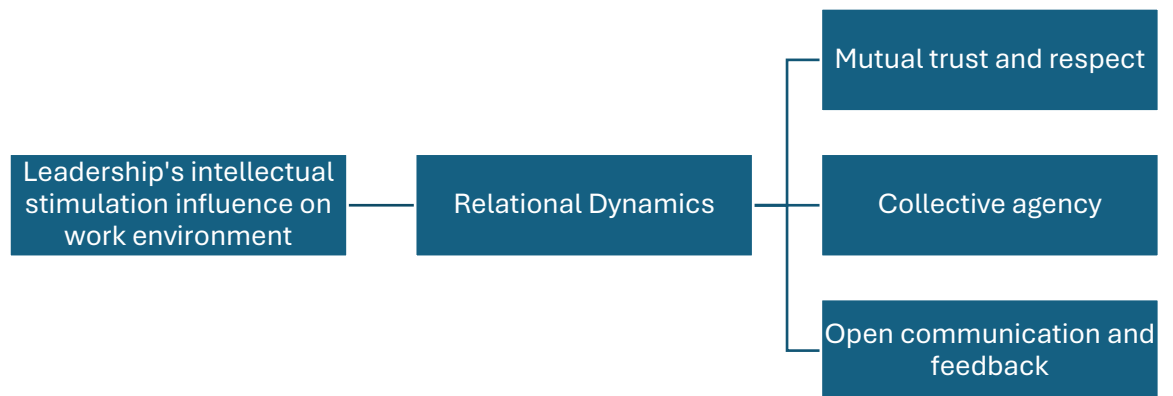 Mutual trust and respect
Leadership's intellectual
stimulation influence on
work environment
Relational Dynamics
Collective agency
Open communication and
feedback